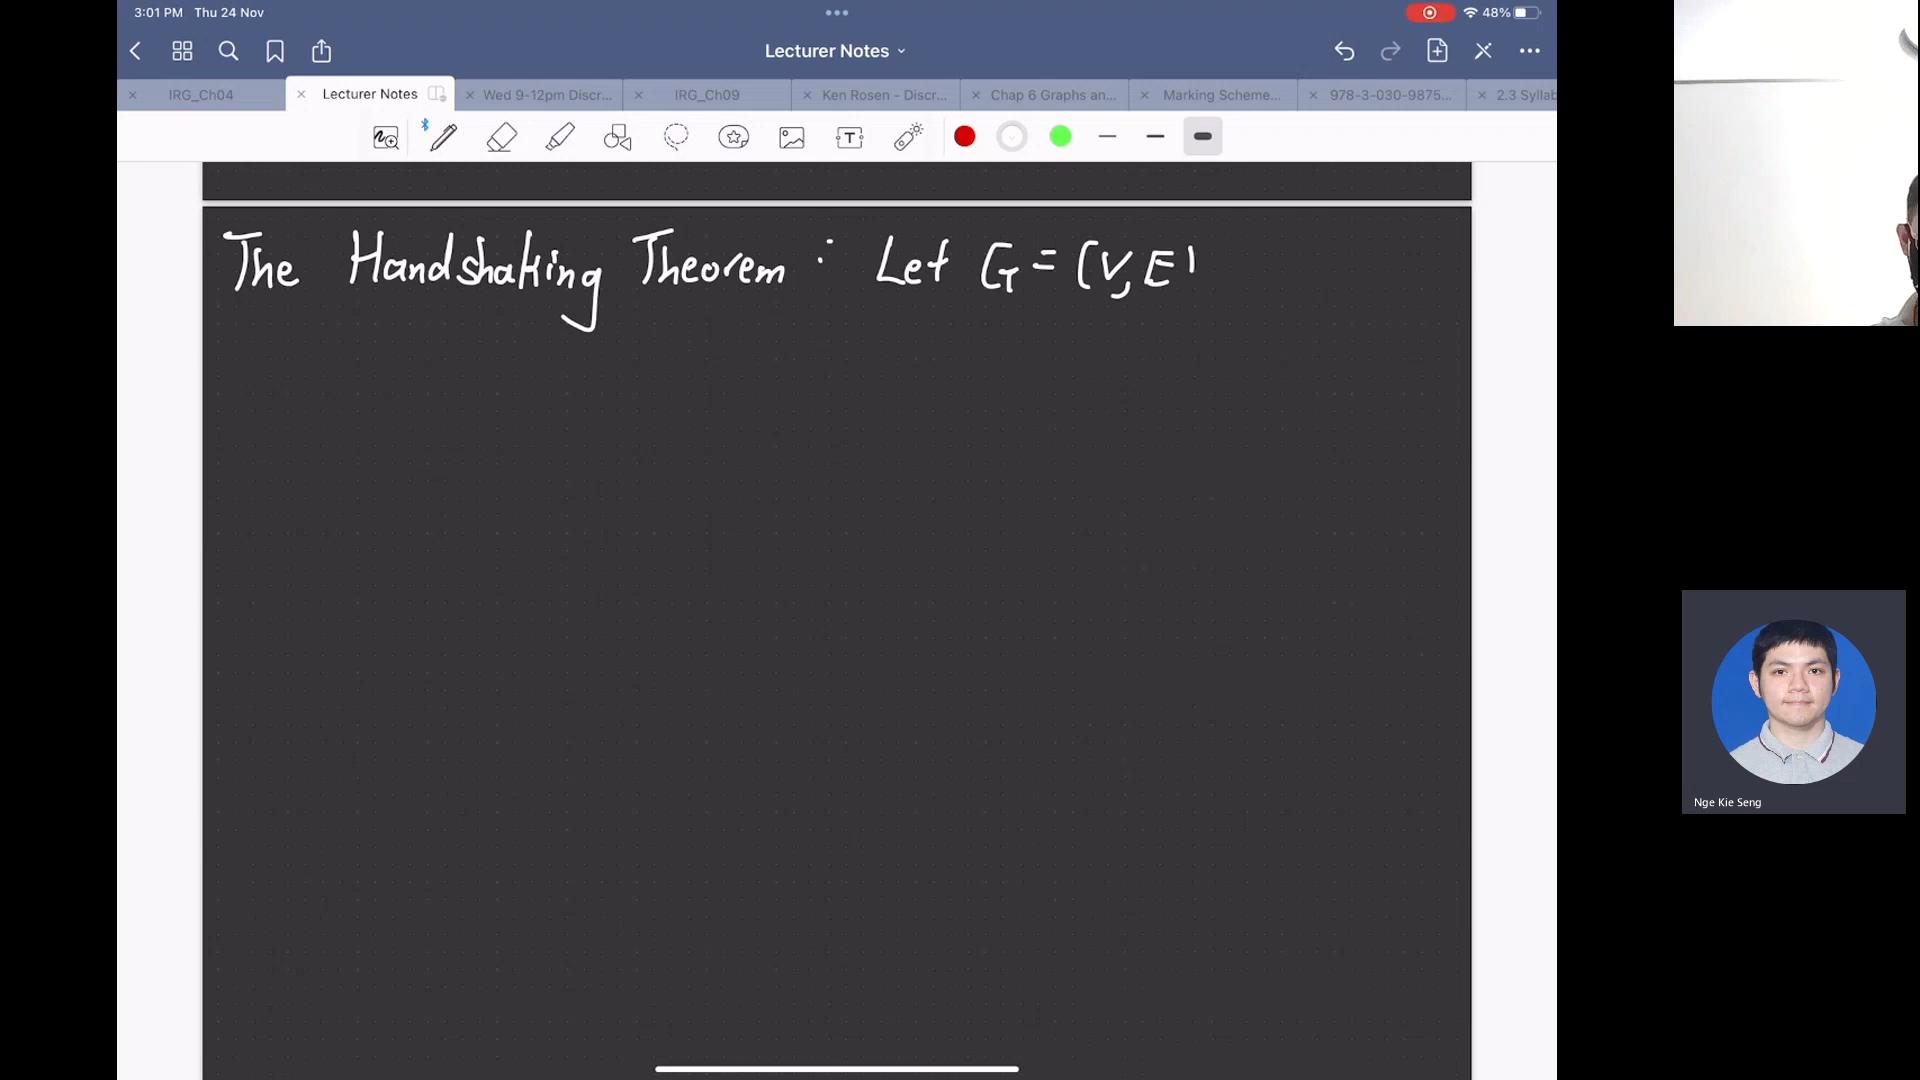 3:01 PM Thu 24 Nov
48%
Lecturer Notes
IRG_Ch04
Lecturer Notes
Wed 9-12pm Discr...
IRG_Ch09
Ken Rosen - Discr...
Chap 6 Graphs an...
Marking Scheme...
978-3-030-9875...
2.3 Syllab
The Handshaking Theorem : Let G = (V, E)
Nge Kie Seng